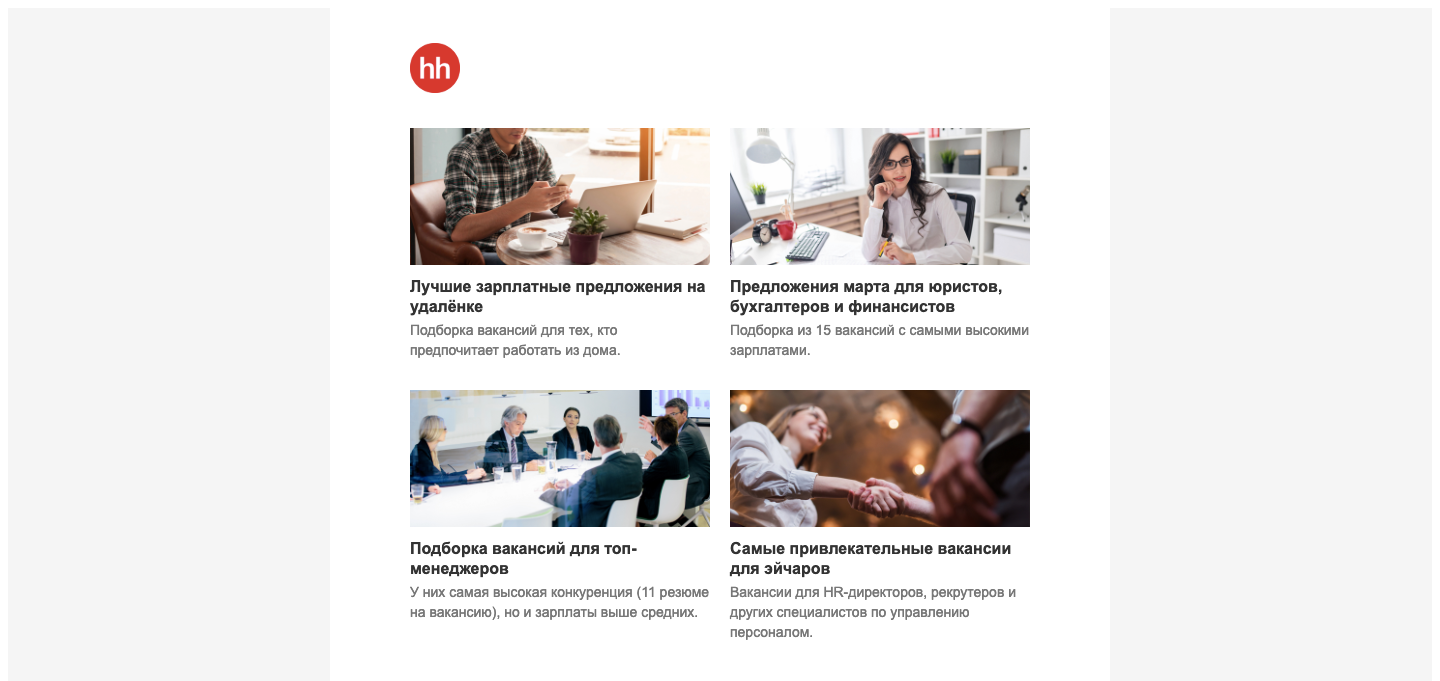 hh
Лучшие зарплатные предложения на
удалёнке
Подборка вакансий для тех, кто
предпочитает работать из дома.
Предложения марта для юристов,
бухгалтеров и финансистов
Подборка из 15 вакансий с самыми высокими
зарплатами.
Подборка вакансий для топ-
менеджеров
У них самая высокая конкуренция (11 резюме
на вакансию), но и зарплаты выше средних.
Самые привлекательные вакансии
для эйчаров
Вакансии для HR-директоров, рекрутеров и
других специалистов по управлению
персоналом.